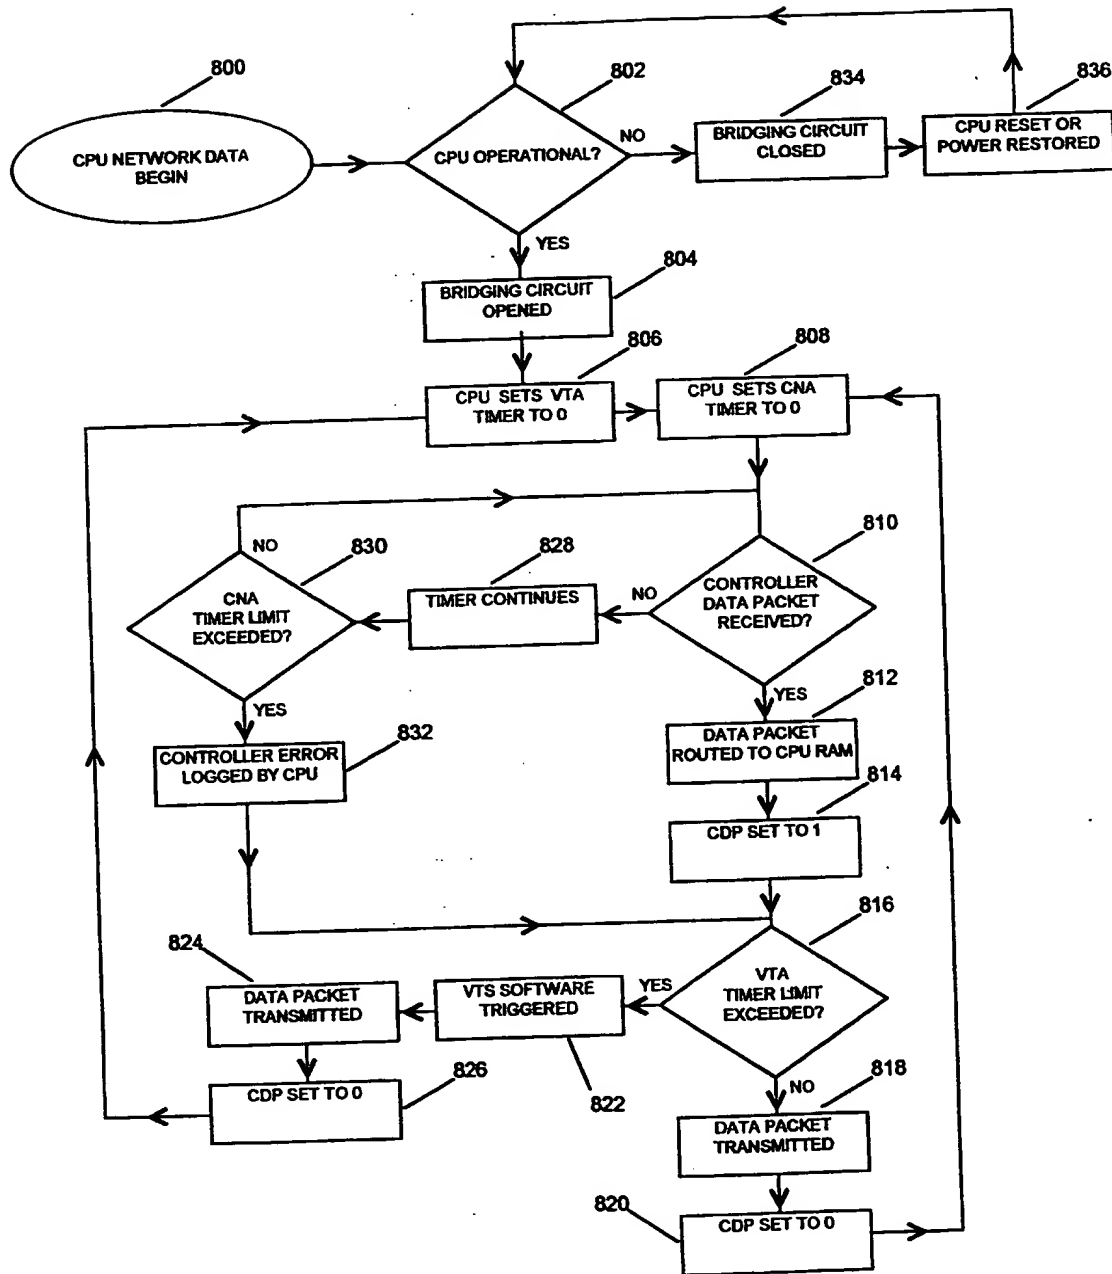 800
802
834
836
CPU NETWORK DATA
BEGIN
CPU OPERATIONAL?
NO
BRIDGING CIRCUIT
CLOSED
CPU RESET OR
POWER RESTORED
YES
804
BRIDGING CIRCUIT
OPENED
806
808
CPU SETS VTA
TIMER TO 0
CPU SETS CNA
TIMER TO 0
810
NO
830
828
CNA
TIMER LIMIT
EXCEEDED?
TIMER CONTINUES
NO
CONTROLLER
DATA PACKET
RECEIVED?
YES
832
CONTROLLER ERROR
LOGGED BY CPU
YES
812
DATA PACKET
ROUTED TO CPU RAM
814
CDP SET TO 1
816
824
DATA PACKET
TRANSMITTED
VTS SOFTWARE
TRIGGERED
YES
VTA
TIMER LIMIT
EXCEEDED?
826
CDP SET TO 0
822
NO
818
DATA PACKET
TRANSMITTED
820
CDP SET TO 0